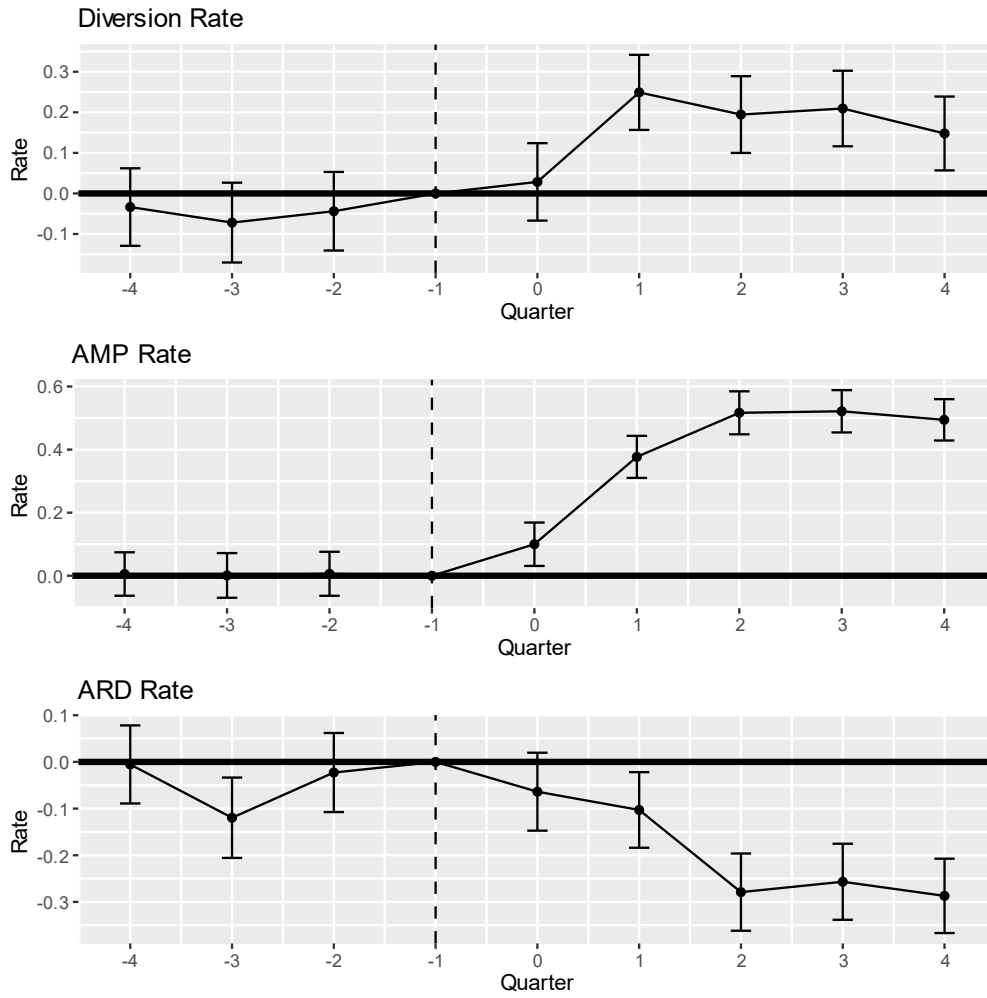 Diversion Rate
0.3
0.2
0.1
0.0
-0.1
Rate
-4 -3 -2 -1 0 1 2 3 4
Quarter
AMP Rate
0.6
0.4
0.2
0.0
Rate
-4 -3 -2 -1 0 1 2 3 4
Quarter
ARD Rate
0.1
0.0
-0.1
-0.2
-0.3
Rate
-4 -3 -2 -1 0 1 2 3 4
Quarter